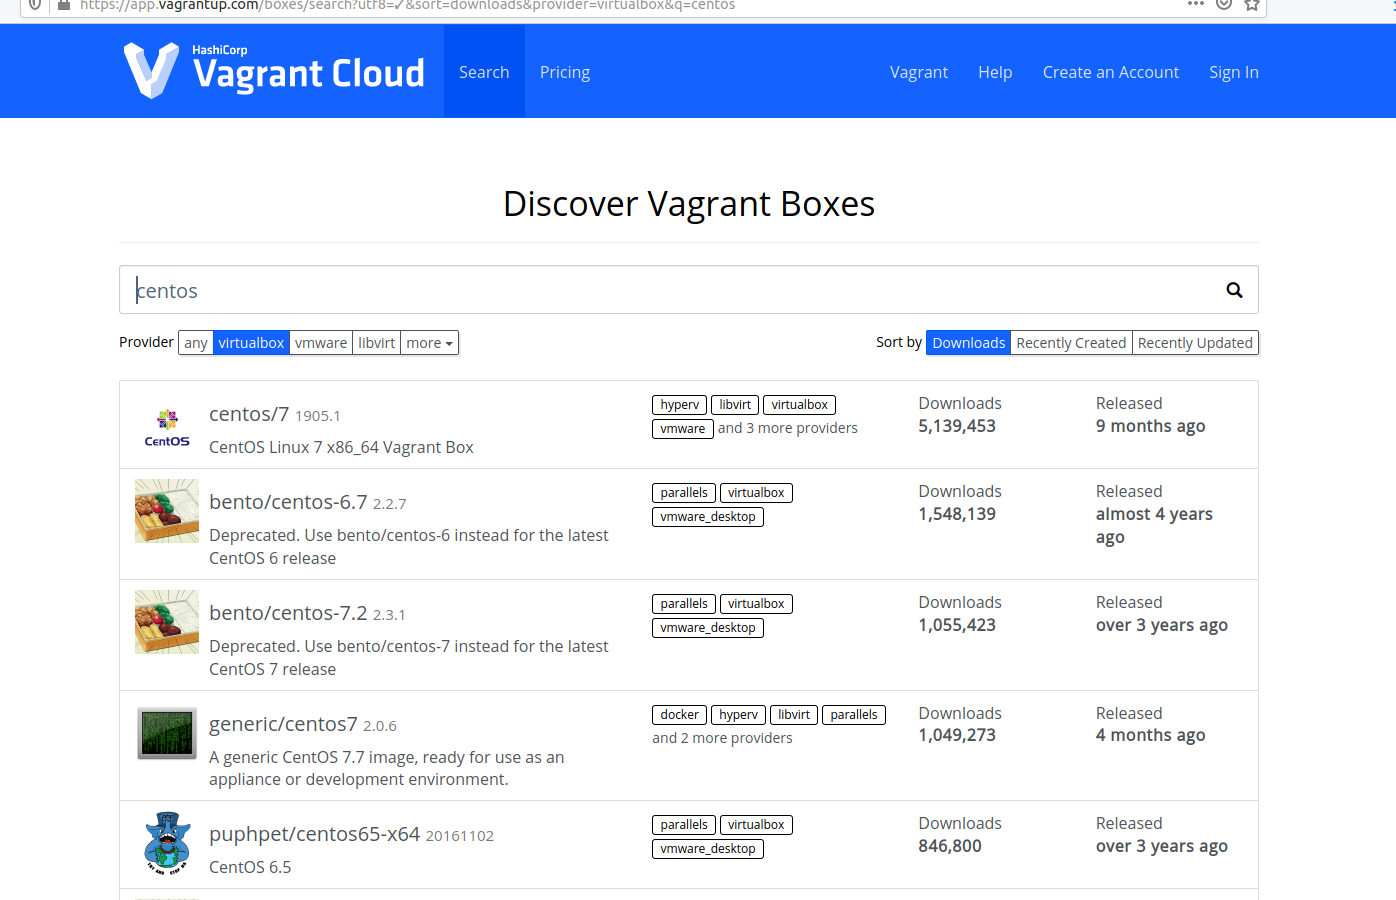 https://app.vagrantup.com/boxes/search?utf8=✓&sort=downloads&provider=virtualbox&q=centos
HashiCorp
Vagrant Cloud
Search
Pricing
Vagrant
Help
Create an Account
Sign In
Discover Vagrant Boxes
centos
Provider any virtualbox vmware libvirt more
Sort by Downloads Recently Created Recently Updated
CentOS
centos/7 1905.1
CentOS Linux 7 x86_64 Vagrant Box
hyperv libvirt virtualbox
vmware and 3 more providers
Downloads
5,139,453
Released
9 months ago
bento/centos-6.7 2.2.7
Deprecated. Use bento/centos-6 instead for the latest
CentOS 6 release
parallels virtualbox
vmware_desktop
Downloads
1,548,139
Released
almost 4 years
ago
bento/centos-7.2 2.3.1
Deprecated. Use bento/centos-7 instead for the latest
CentOS 7 release
parallels virtualbox
vmware_desktop
Downloads
1,055,423
Released
over 3 years ago
generic/centos7 2.0.6
A generic CentOS 7.7 image, ready for use as an
appliance or development environment.
docker hyperv libvirt parallels
and 2 more providers
Downloads
1,049,273
Released
4 months ago
php
TRY AND STOP US
puphpet/centos65-x64 20161102
CentOS 6.5
parallels virtualbox
vmware_desktop
Downloads
846,800
Released
over 3 years ago